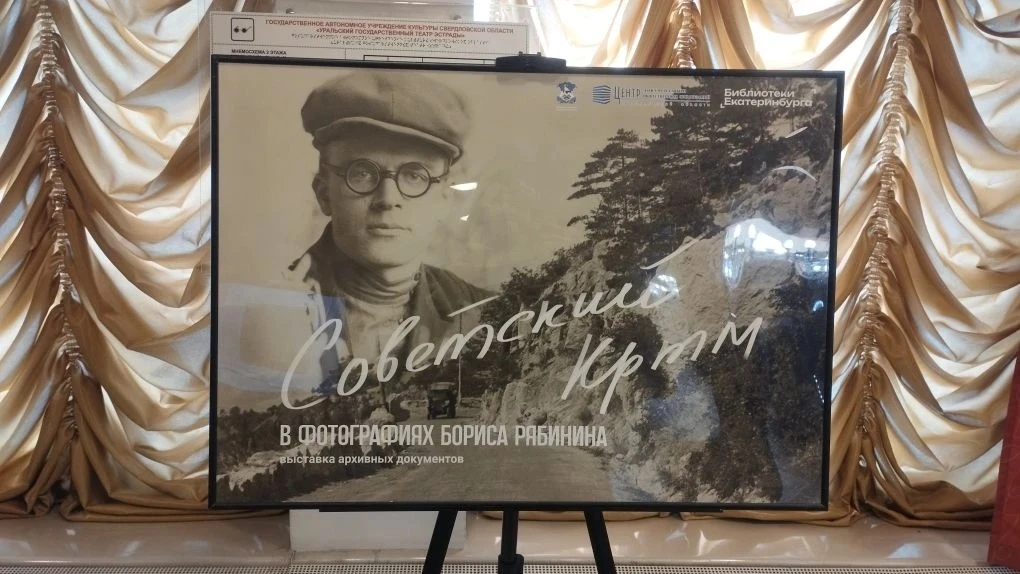 ГОСУДАРСТВЕННОЕ АВТОНОМНОЕ УЧРЕЖДЕНИЕ КУЛЬТУРЫ СВЕРДЛОВСКОЙ ОБЛАСТИ
«УРАЛЬСКИЙ ГОСУДАРСТВЕННЫЙ ТЕАТР ЭСТРАДЫ»
МНЕМОСХЕМА 2 ЭТАЖА
ЦЕНТР
области
Библиотеки
Екатеринбурга
Советский
Крым
В ФОТОГРАФИЯХ БОРИСА РЯБИНИНА
выставка архивных документов